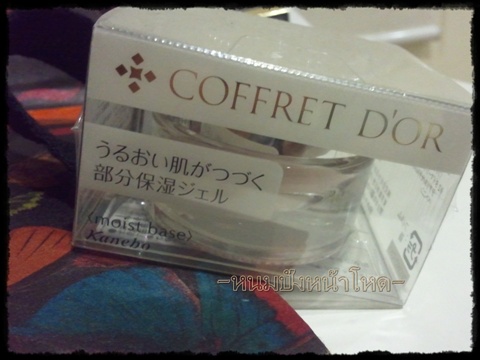 COFFRET D'OR
うるおい肌がつづく
部分保湿ジェル
〈moist base〉
Kanebo
-หนมปังหน้าโหด-